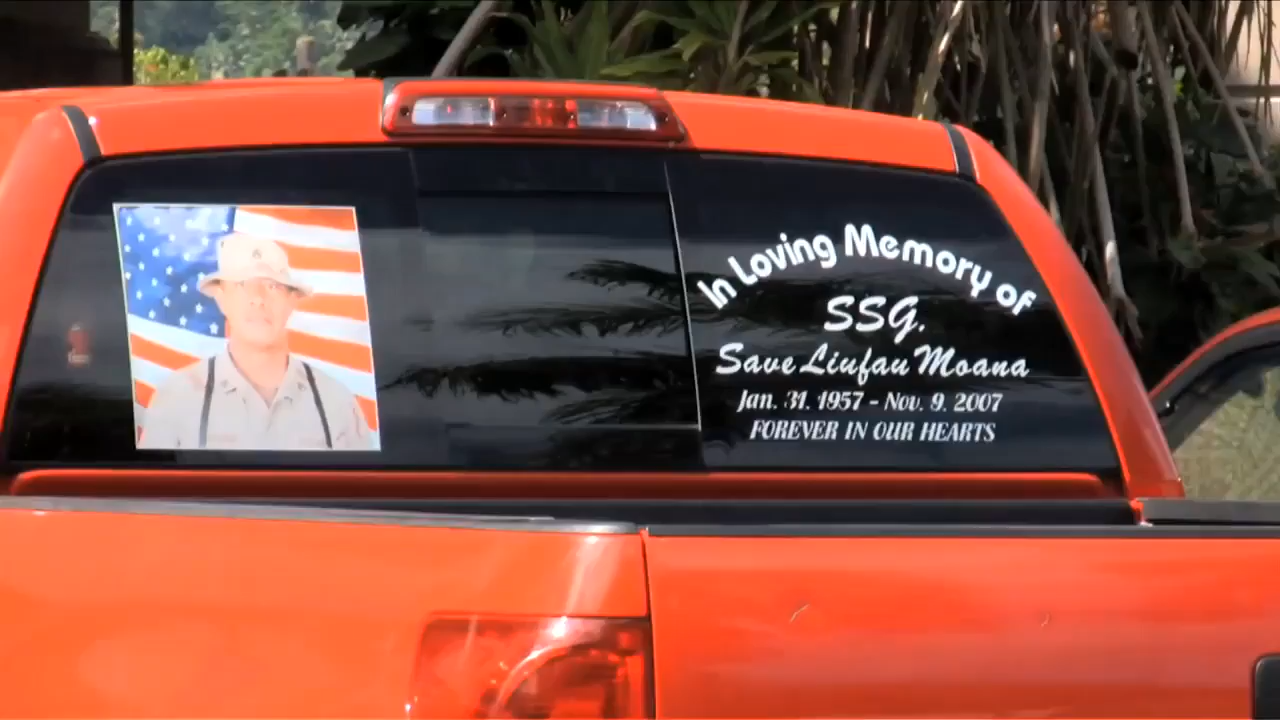 In Loving Memory of
SSG.
Save Liufau Moana
Jan. 31. 1957 - Nov. 9. 2007
FOREVER IN OUR HEARTS